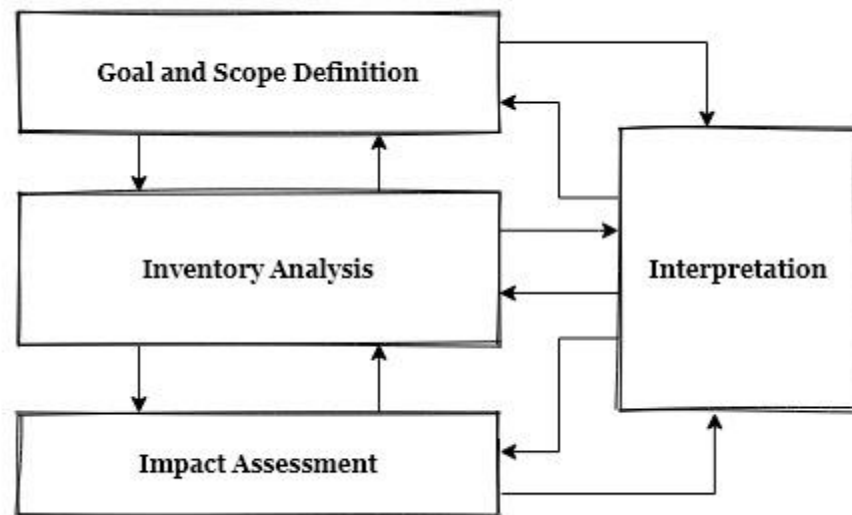 Goal and Scope Definition
Inventory Analysis
Interpretation
Impact Assessment